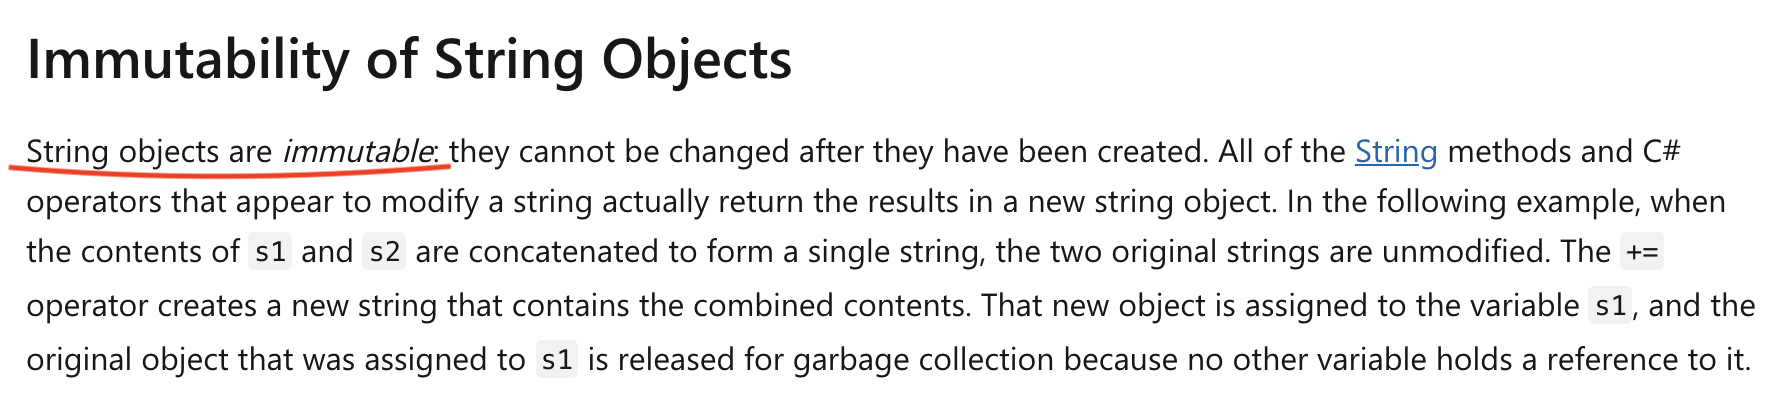 Immutability of String Objects
String objects are immutable: they cannot be changed after they have been created. All of the String methods and C#
operators that appear to modify a string actually return the results in a new string object. In the following example, when
the contents of s1 and s2 are concatenated to form a single string, the two original strings are unmodified. The +=
operator creates a new string that contains the combined contents. That new object is assigned to the variable s1, and the
original object that was assigned to s1 is released for garbage collection because no other variable holds a reference to it.